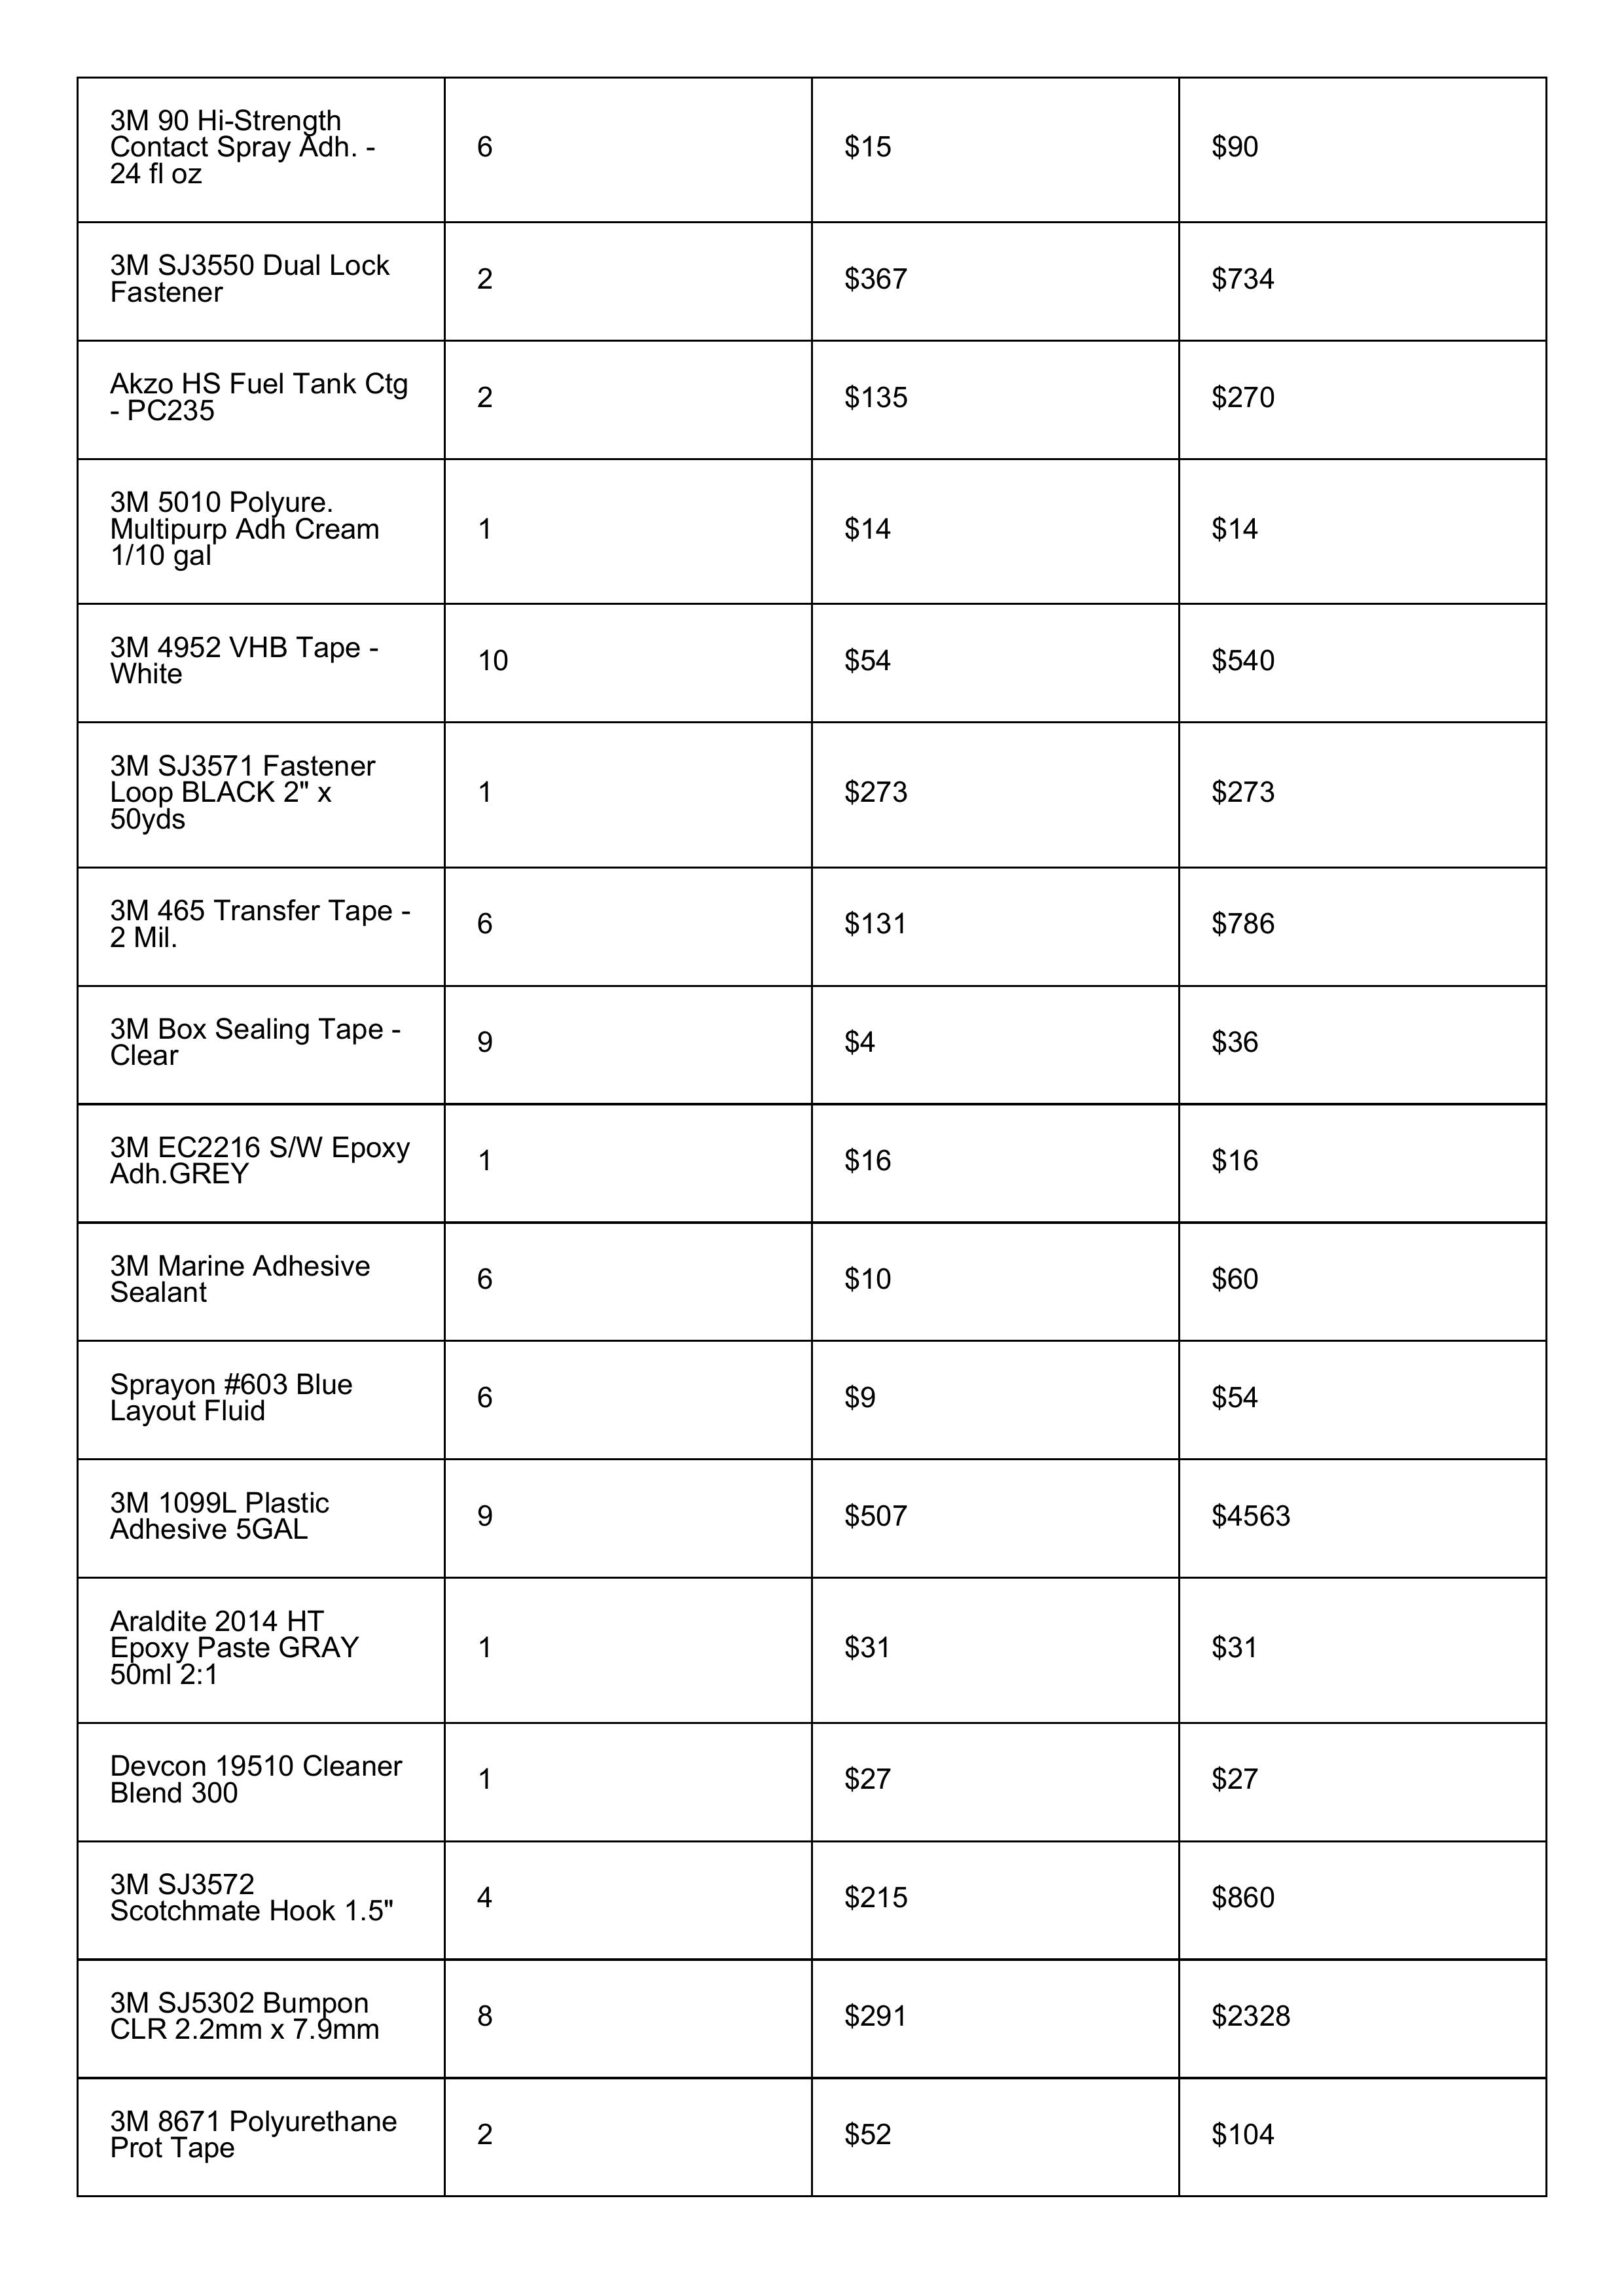 3M 90 Hi-Strength
Contact Spray Adh. -
24 fl oz
6
$15
$90
3M SJ3550 Dual Lock
Fastener
2
$367
$734
Akzo HS Fuel Tank Ctg
- PC235
2
$135
$270
3M 5010 Polyure.
Multipurp Adh Cream
1/10 gal
1
$14
$14
3M 4952 VHB Tape -
White
10
$54
$540
3M SJ3571 Fastener
Loop BLACK 2" x
50yds
1
$273
$273
3M 465 Transfer Tape -
2 Mil.
6
$131
$786
3M Box Sealing Tape -
Clear
9
$4
$36
3M EC2216 S/W Epoxy
Adh.GREY
1
$16
$16
3M Marine Adhesive
Sealant
6
$10
$60
Sprayon #603 Blue
Layout Fluid
6
$9
$54
3M 1099L Plastic
Adhesive 5GAL
9
$507
$4563
Araldite 2014 HT
Epoxy Paste GRAY
50ml 2:1
1
$31
$31
Devcon 19510 Cleaner
Blend 300
1
$27
$27
3M SJ3572
Scotchmate Hook 1.5"
4
$215
$860
3M SJ5302 Bumpon
CLR 2.2mm x 7.9mm
8
$291
$2328
3M 8671 Polyurethane
Prot Tape
2
$52
$104